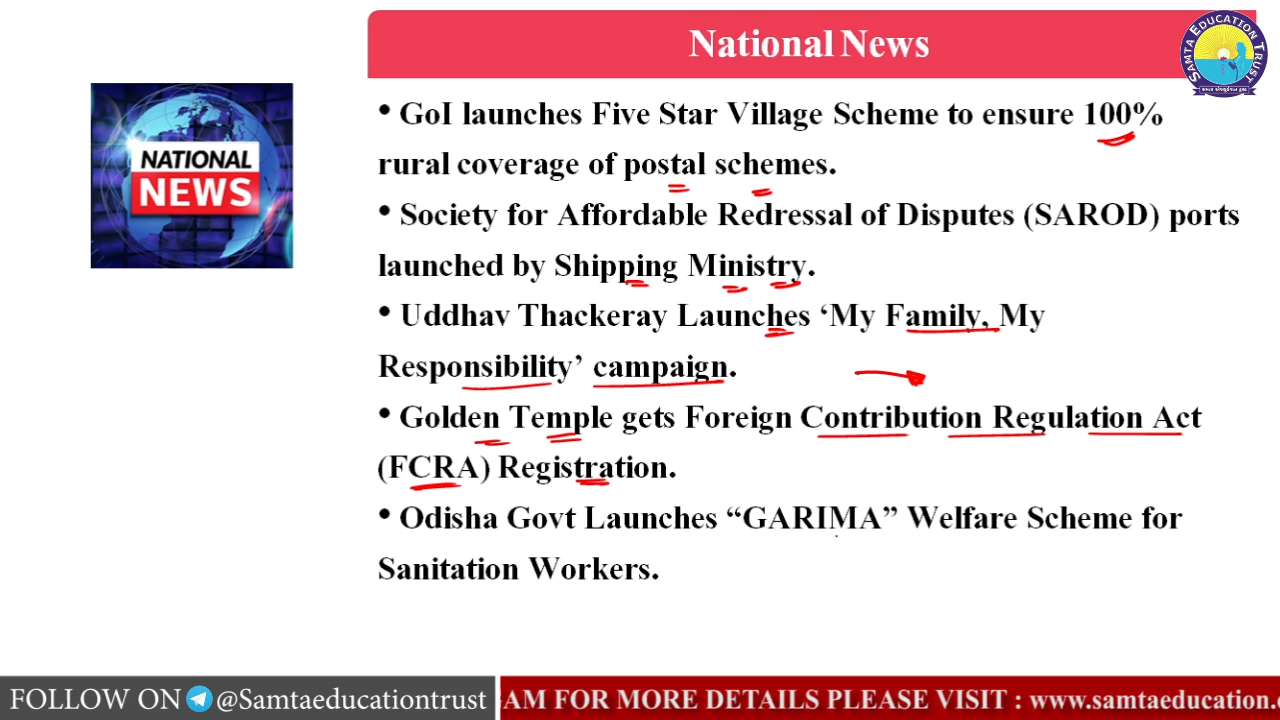 National News
SAMTA EDUCATION TRUST
NATIONAL
NEWS
• GoI launches Five Star Village Scheme to ensure 100%
rural coverage of postal schemes.
• Society for Affordable Redressal of Disputes (SAROD) ports
launched by Shipping Ministry.
• Uddhav Thackeray Launches ‘My Family, My
Responsibility’ campaign.
• Golden Temple gets Foreign Contribution Regulation Act
(FCRA) Registration.
• Odisha Govt Launches “GARIMA” Welfare Scheme for
Sanitation Workers.
FOLLOW ON @Samtaeducationtrust
AM FOR MORE DETAILS PLEASE VISIT : www.samtaeducation.